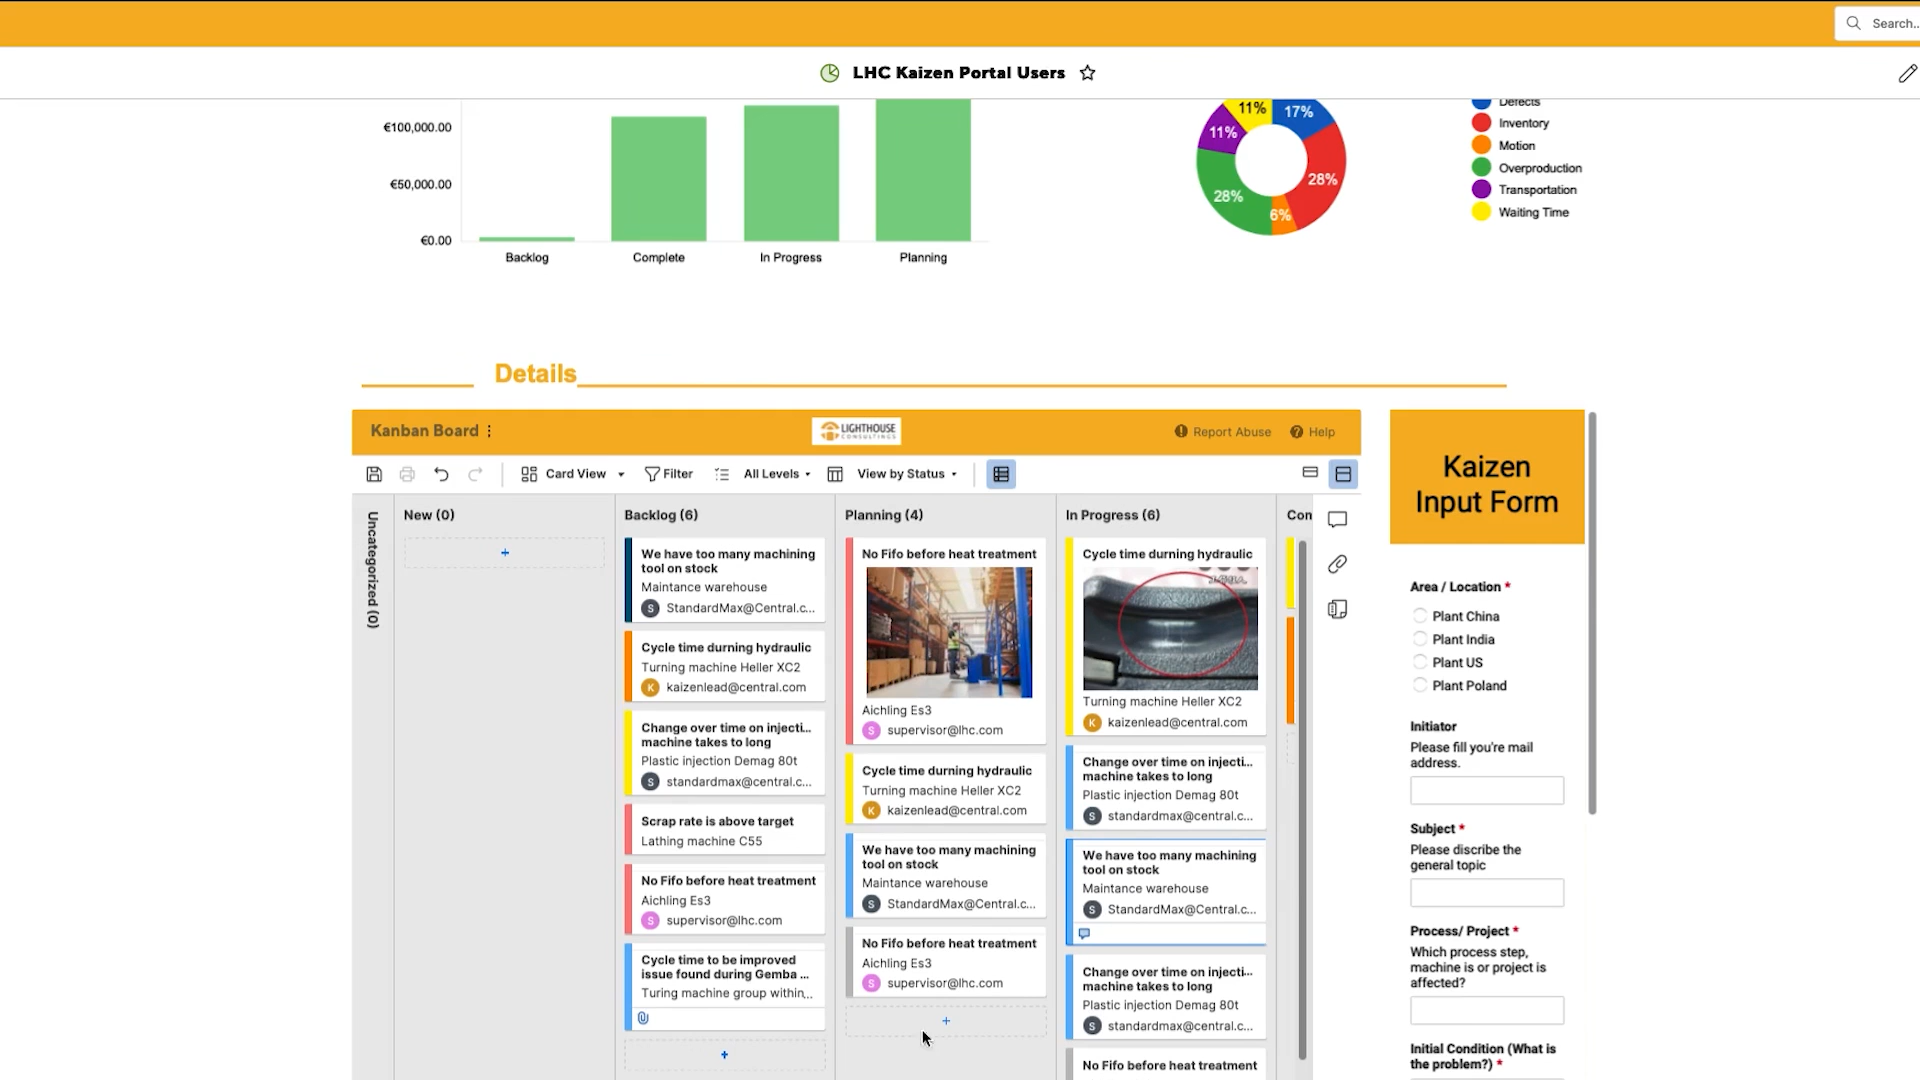 Search..
LHC Kaizen Portal Users
€100,000.00
€50,000.00
€0.00
Backlog
Complete
In Progress
Planning
11%
17%
11%
28%
28%
6%
Defects
Inventory
Motion
Overproduction
Transportation
Waiting Time
Details
Kanban Board
LIGHTHOUSE
CONSULTINGS
Report Abuse
Help
Card View
Filter
All Levels
View by Status
Uncategorized (0)
New (0)
+
Backlog (6)
We have too many machining
tool on stock
Maintance warehouse
S StandardMax@Central.c...
Cycle time durning hydraulic
Turning machine Heller XC2
K kaizenlead@central.com
Change over time on injecti...
machine takes to long
Plastic injection Demag 80t
S standardmax@central.c...
Scrap rate is above target
Lathing machine C55
No Fifo before heat treatment
Aichling Es3
S supervisor@lhc.com
Cycle time to be improved
issue found during Gemba ...
Turing machine group within...
+
Planning (4)
No Fifo before heat treatment
Aichling Es3
S supervisor@lhc.com
Cycle time durning hydraulic
Turning machine Heller XC2
K kaizenlead@central.com
We have too many machining
tool on stock
Maintance warehouse
S StandardMax@Central.c...
No Fifo before heat treatment
Aichling Es3
S supervisor@lhc.com
+
In Progress (6)
Cycle time durning hydraulic
Turning machine Heller XC2
K kaizenlead@central.com
Change over time on injecti...
machine takes to long
Plastic injection Demag 80t
S standardmax@central.c...
We have too many machining
tool on stock
Maintance warehouse
S StandardMax@Central.c...
Change over time on injecti...
machine takes to long
Plastic injection Demag 80t
S standardmax@central.c...
No Fifo before heat treatment
Con
Kaizen
Input Form
Area / Location *
Plant China
Plant India
Plant US
Plant Poland
Initiator
Please fill you're mail
address.
Subject *
Please discribe the
general topic
Process/ Project *
Which process step,
machine is or project is
affected?
Initial Condition (What is
the problem?) *